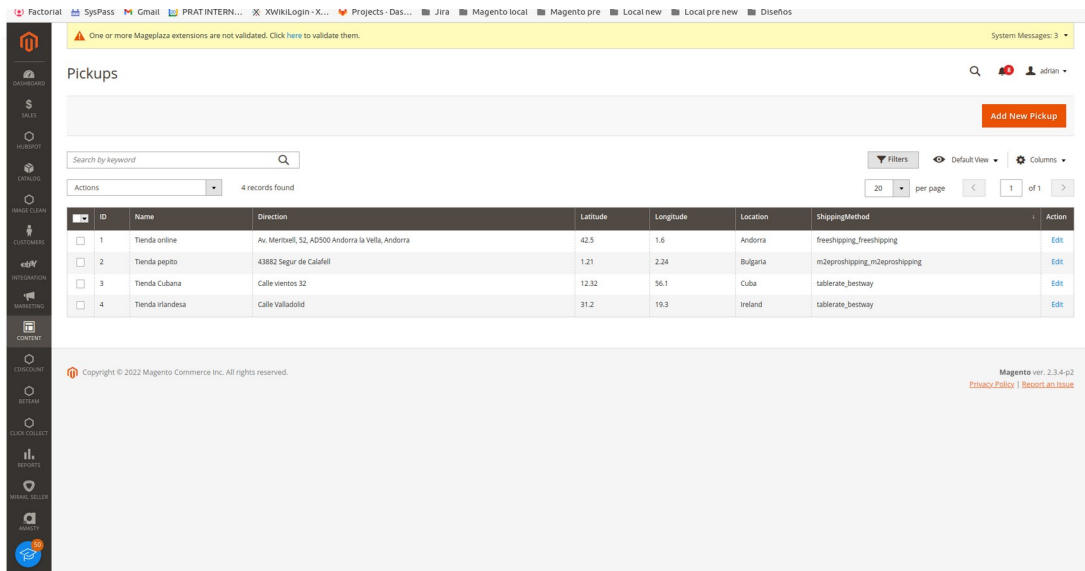 Factorial SysPass Gmail PRAT INTERN... XWikiLogin - X... Projects · Das... Jira Magento local Magento pre Local new Local pre new Diseños
One or more Mageplaza extensions are not validated. Click here to validate them. System Messages: 3
Pickups 8 adrian
Add New Pickup
Search by keyword Filters Default View Columns
Actions 4 records found 20 per page 1 of 1
ID Name Direction Latitude Longitude Location ShippingMethod ↓ Action
1 Tienda online Av. Meritxell, 52, AD500 Andorra la Vella, Andorra 42.5 1.6 Andorra freeshipping_freeshipping Edit
2 Tienda pepito 43882 Segur de Calafell 1.21 2.24 Bulgaria m2eproshipping_m2eproshipping Edit
3 Tienda Cubana Calle vientos 32 12.32 56.1 Cuba tablerate_bestway Edit
4 Tienda irlandesa Calle Valladolid 31.2 19.3 Ireland tablerate_bestway Edit
Copyright © 2022 Magento Commerce Inc. All rights reserved. Magento ver. 2.3.4-p2
Privacy Policy | Report an Issue
DASHBOARD
SALES
HUBSPOT
CATALOG
IMAGE CLEAN
CUSTOMERS
ebay
INTEGRATION
MARKETING
CONTENT
CDISCOUNT
BETEAM
CLICK COLLECT
REPORTS
MIRAKL SELLER
AMASTY
50